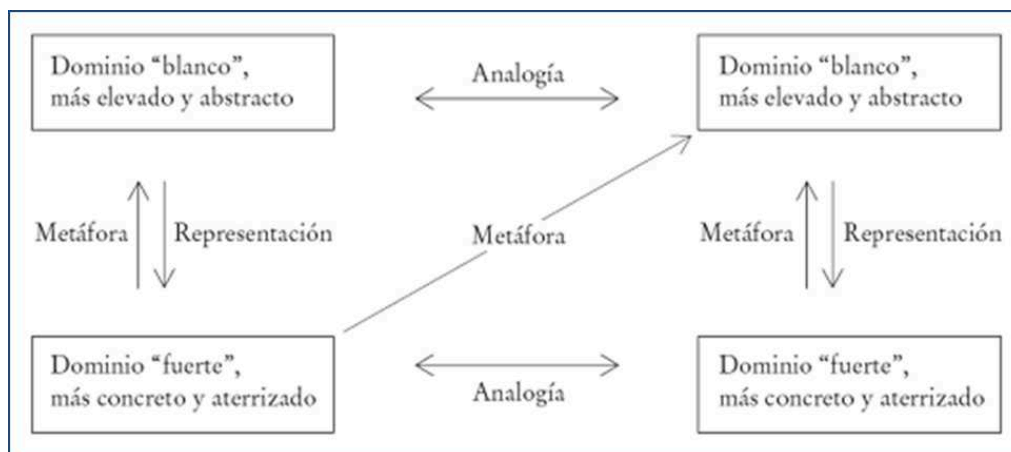 Dominio “blanco”,
más elevado y abstracto
Analogía
Dominio “blanco”,
más elevado y abstracto
Metáfora
Representación
Metáfora
Metáfora
Representación
Dominio “fuerte”,
más concreto y aterrizado
Analogía
Dominio “fuerte”,
más concreto y aterrizado